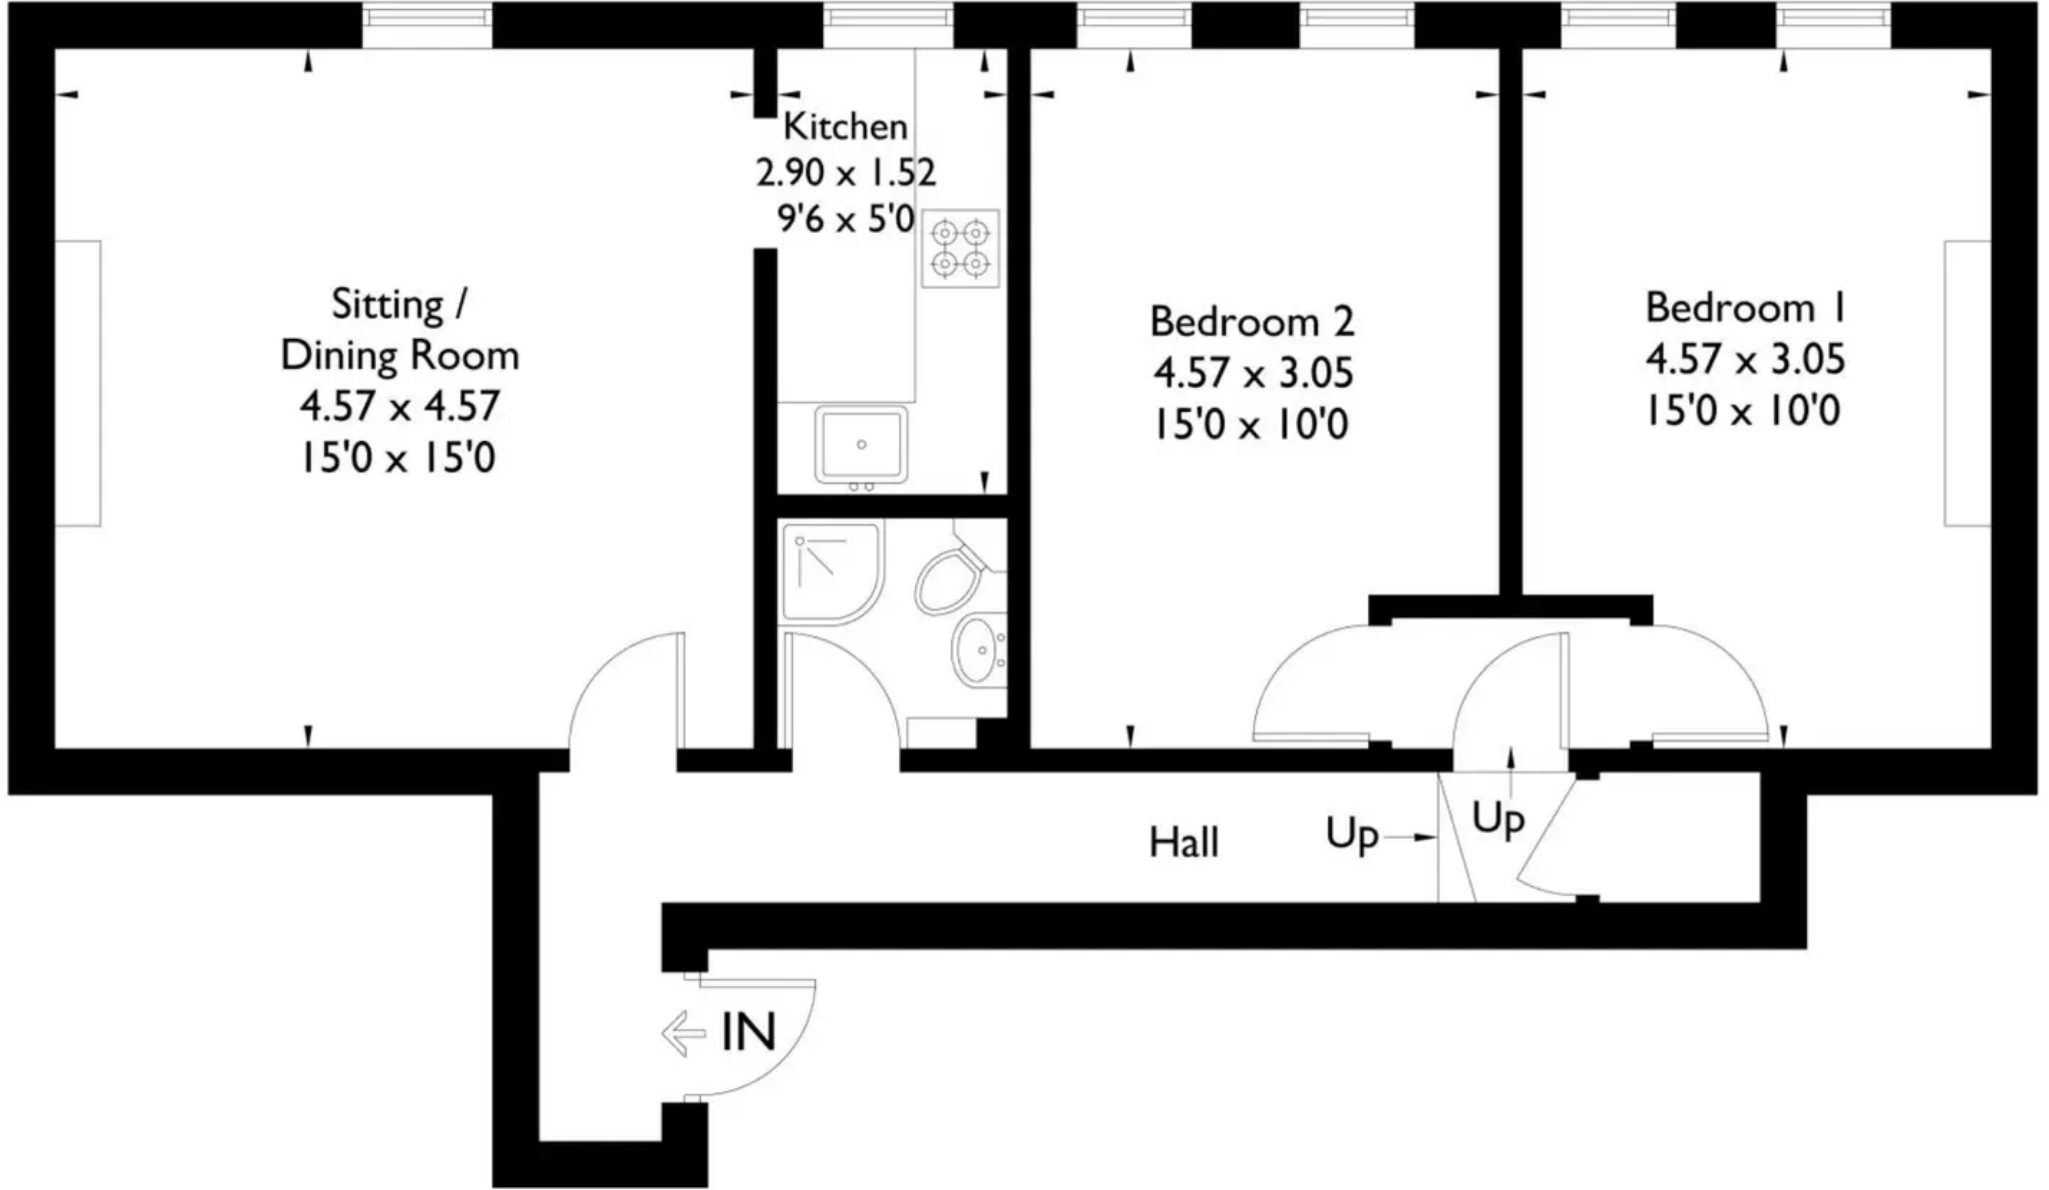 Kitchen
2.90 x 1.52
9'6 x 5'0
Sitting /
Dining Room
4.57 x 4.57
15'0 x 15'0
Bedroom 2
4.57 x 3.05
15'0 x 10'0
Bedroom 1
4.57 x 3.05
15'0 x 10'0
Hall
Up
Up
IN